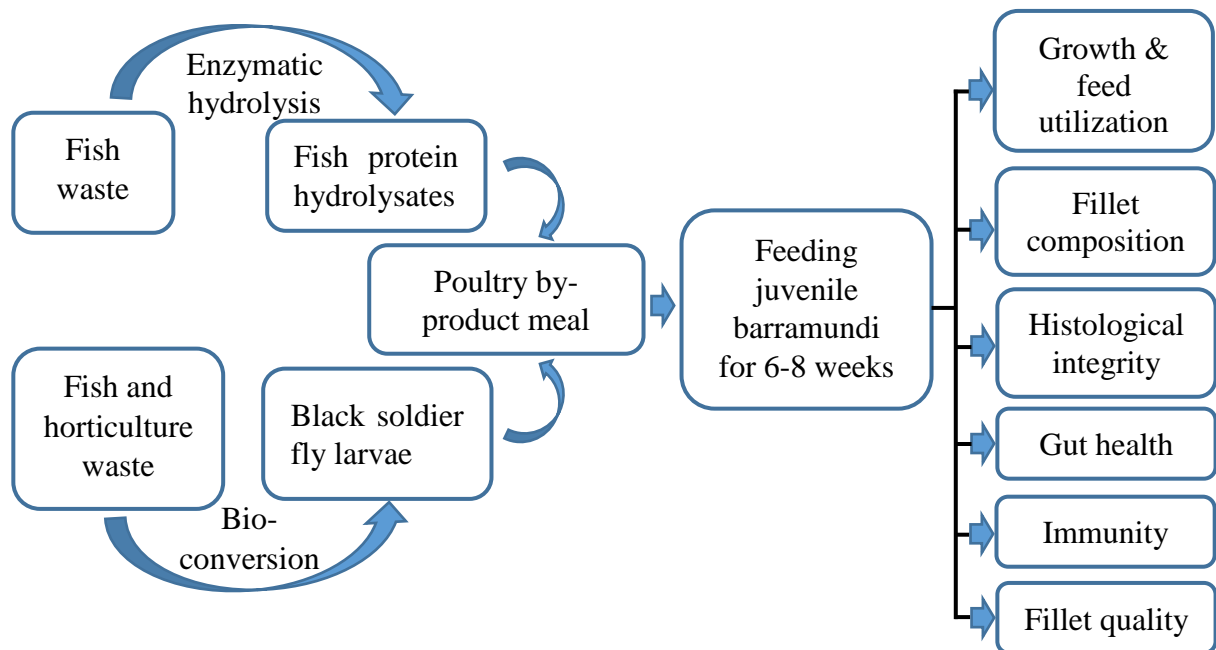 Enzymatic
hydrolysis
Fish
waste
Fish protein
hydrolysates
Poultry by-
product meal
Fish and
horticulture
waste
Black soldier
fly larvae
Bio-
conversion
Feeding
juvenile
barramundi
for 6-8 weeks
Growth &
feed
utilization
Fillet
composition
Histological
integrity
Gut health
Immunity
Fillet quality